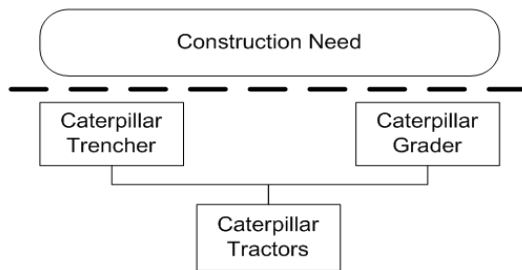 Construction Need
Caterpillar
Trencher
Caterpillar
Grader
Caterpillar
Tractors